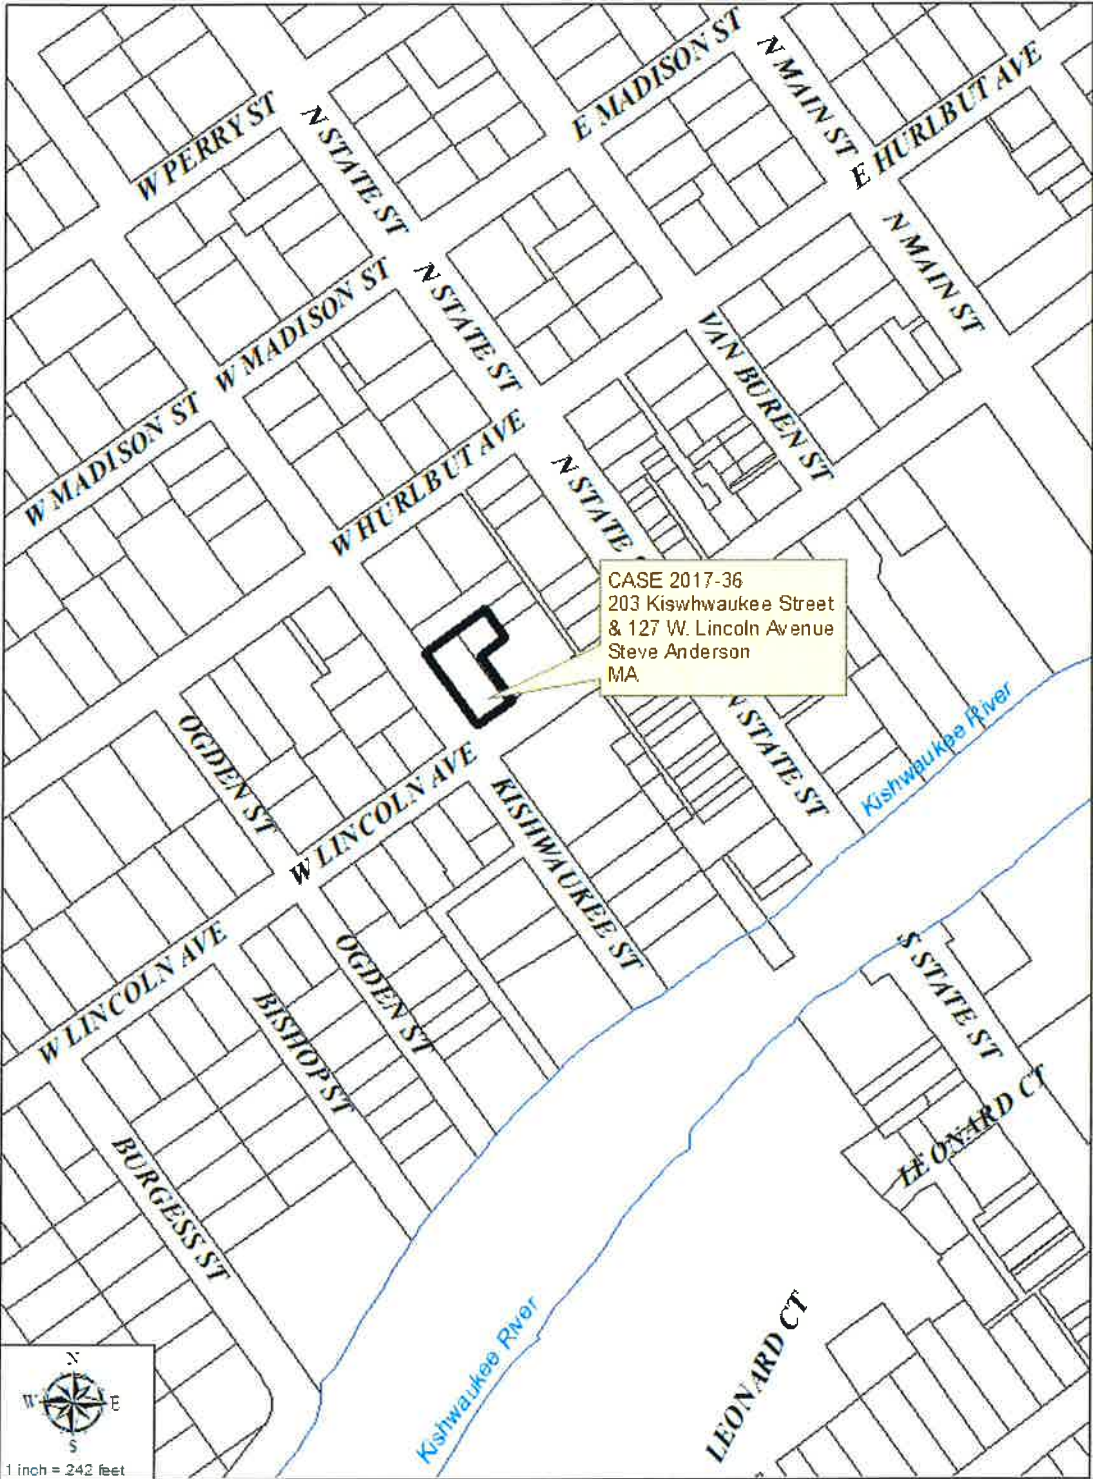 E MADISON ST
N MAIN ST
E HURLBUT AVE
W PERRY ST
N STATE ST
N MAIN ST
W MADISON ST
N STATE ST
VAN BUREN ST
W MADISON ST
W HURLBUT AVE
N STATE S
CASE 2017-36
203 Kiswhwaukee Street
& 127 W. Lincoln Avenue
Steve Anderson
MA
N STATE ST
Kishwaukee River
OGDEN ST
W LINCOLN AVE
KISHWAUKEE ST
W LINCOLN AVE
OGDEN ST
BISHOP ST
S STATE ST
LEONARD CT
BURGESS ST
Kishwaukee River
LEONARD CT
N
W E
S
1 inch = 242 feet